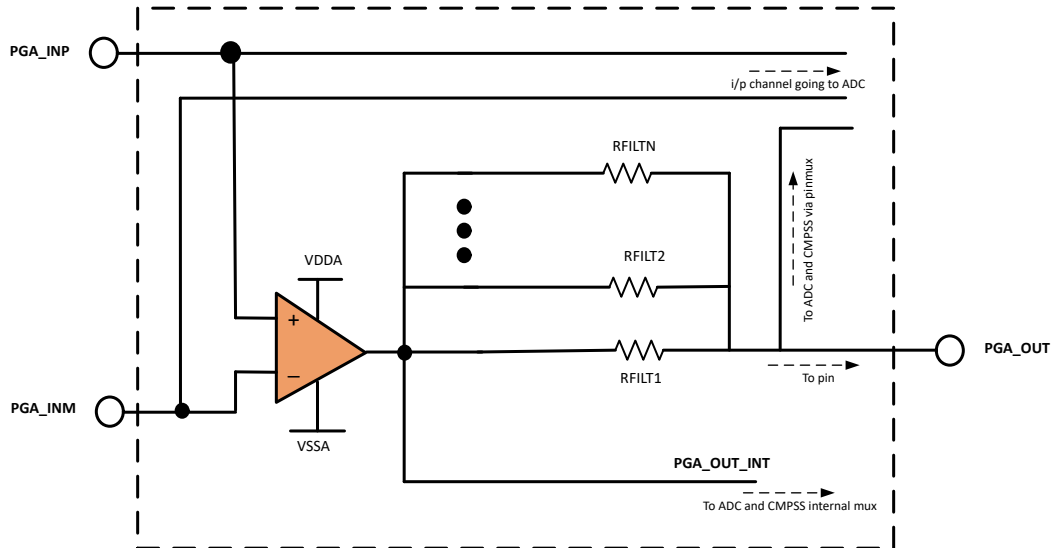 PGA_INP
i/p channel going to ADC
RFILTN
To ADC and CMPSS via pinmux
VDDA
RFILT2
+
PGA_OUT
RFILT1
To pin
−
PGA_INM
VSSA
PGA_OUT_INT
To ADC and CMPSS internal mux